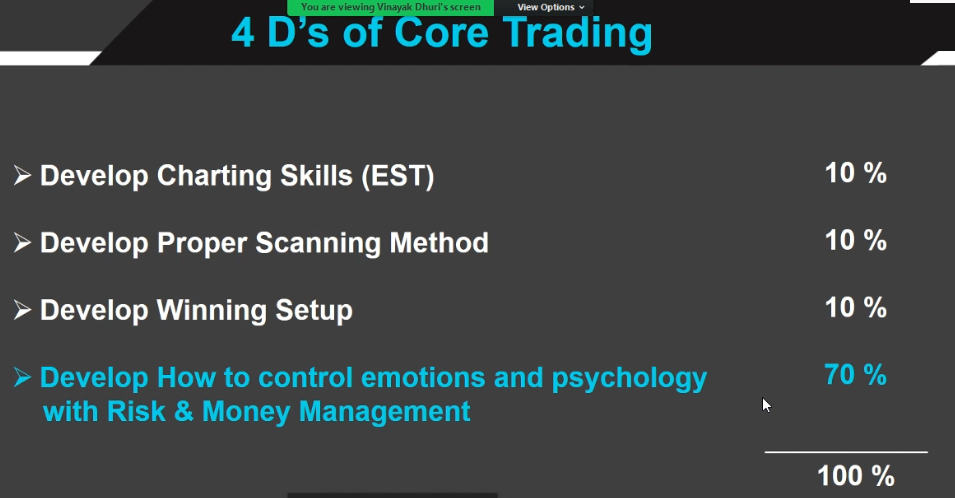 You are viewing Vinayak Dhuri's screen
View Options
4 D’s of Core Trading
➢ Develop Charting Skills (EST) 10 %
➢ Develop Proper Scanning Method 10 %
➢ Develop Winning Setup 10 %
➢ Develop How to control emotions and psychology 70 %
with Risk & Money Management
100 %